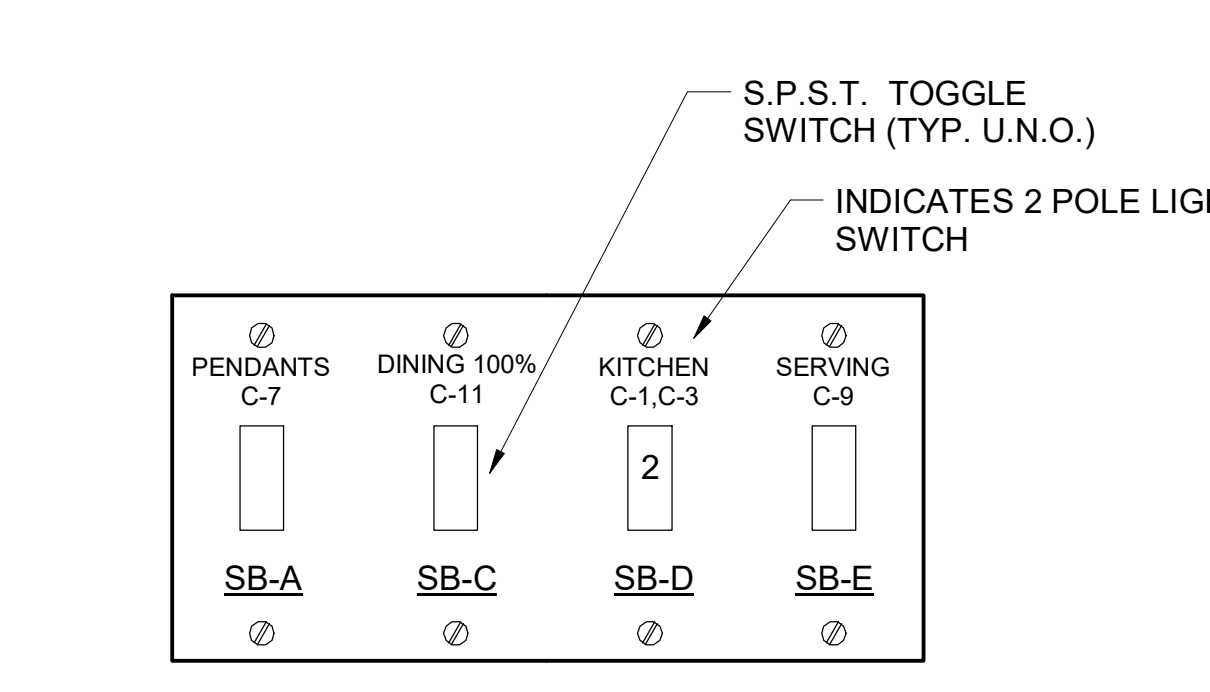 S.P.S.T. TOGGLE
SWITCH (TYP. U.N.O.)
INDICATES 2 POLE
SWITCH
PENDANTS
C-7
DINING 100%
C-11
KITCHEN
C-1,C-3
SERVING
C-9
2
SB-A
SB-C
SB-D
SB-E